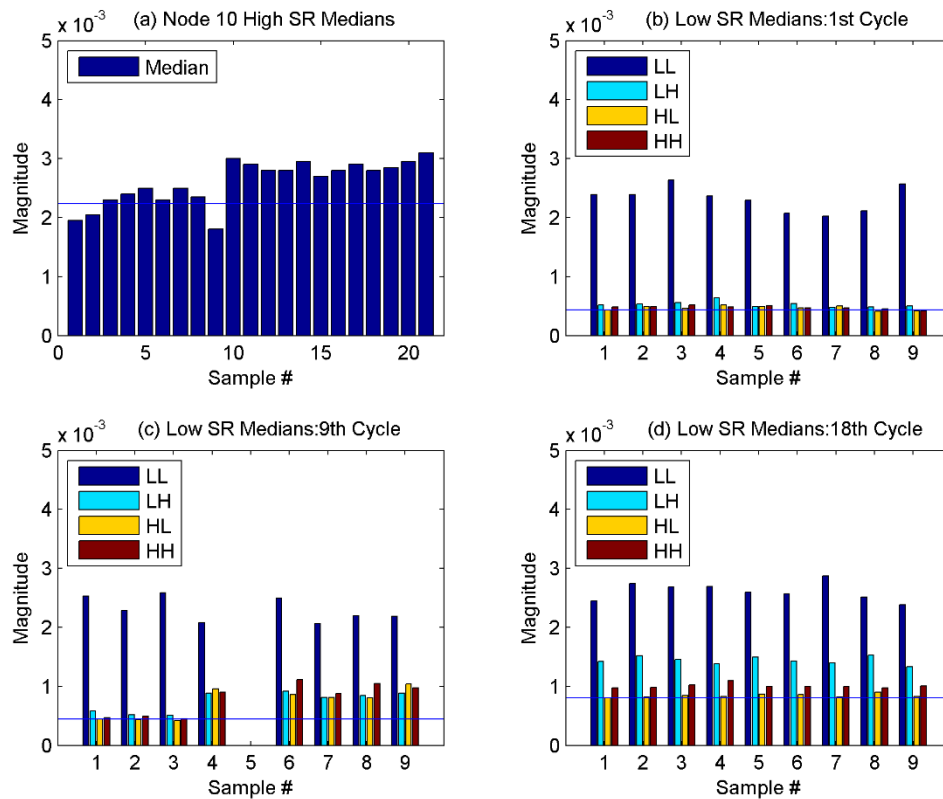 (a) Node 10 High SR Medians
x 10-3
5
4
3
2
1
0
Magnitude
Median
0 5 10 15 20
Sample #
(b) Low SR Medians:1st Cycle
x 10-3
5
4
3
2
1
0
Magnitude
LL
LH
HL
HH
1 2 3 4 5 6 7 8 9
Sample #
(c) Low SR Medians:9th Cycle
x 10-3
5
4
3
2
1
0
Magnitude
LL
LH
HL
HH
1 2 3 4 5 6 7 8 9
Sample #
(d) Low SR Medians:18th Cycle
x 10-3
5
4
3
2
1
0
Magnitude
LL
LH
HL
HH
1 2 3 4 5 6 7 8 9
Sample #